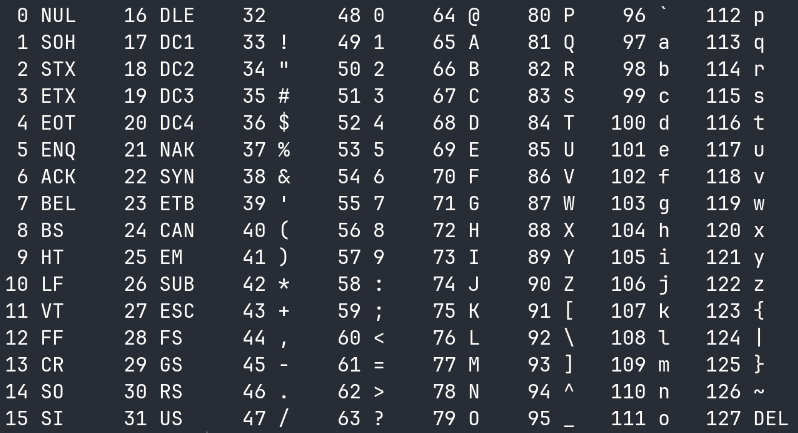 0 NUL 16 DLE 32 48 0 64 @ 80 P 96 ` 112 p
1 SOH 17 DC1 33 ! 49 1 65 A 81 Q 97 a 113 q
2 STX 18 DC2 34 " 50 2 66 B 82 R 98 b 114 r
3 ETX 19 DC3 35 # 51 3 67 C 83 S 99 c 115 s
4 EOT 20 DC4 36 $ 52 4 68 D 84 T 100 d 116 t
5 ENQ 21 NAK 37 % 53 5 69 E 85 U 101 e 117 u
6 ACK 22 SYN 38 & 54 6 70 F 86 V 102 f 118 v
7 BEL 23 ETB 39 ' 55 7 71 G 87 W 103 g 119 w
8 BS 24 CAN 40 ( 56 8 72 H 88 X 104 h 120 x
9 HT 25 EM 41 ) 57 9 73 I 89 Y 105 i 121 y
10 LF 26 SUB 42 * 58 : 74 J 90 Z 106 j 122 z
11 VT 27 ESC 43 + 59 ; 75 K 91 [ 107 k 123 {
12 FF 28 FS 44 , 60 < 76 L 92 \ 108 l 124 |
13 CR 29 GS 45 - 61 = 77 M 93 ] 109 m 125 }
14 SO 30 RS 46 . 62 > 78 N 94 ^ 110 n 126 ~
15 SI 31 US 47 / 63 ? 79 O 95 _ 111 o 127 DEL